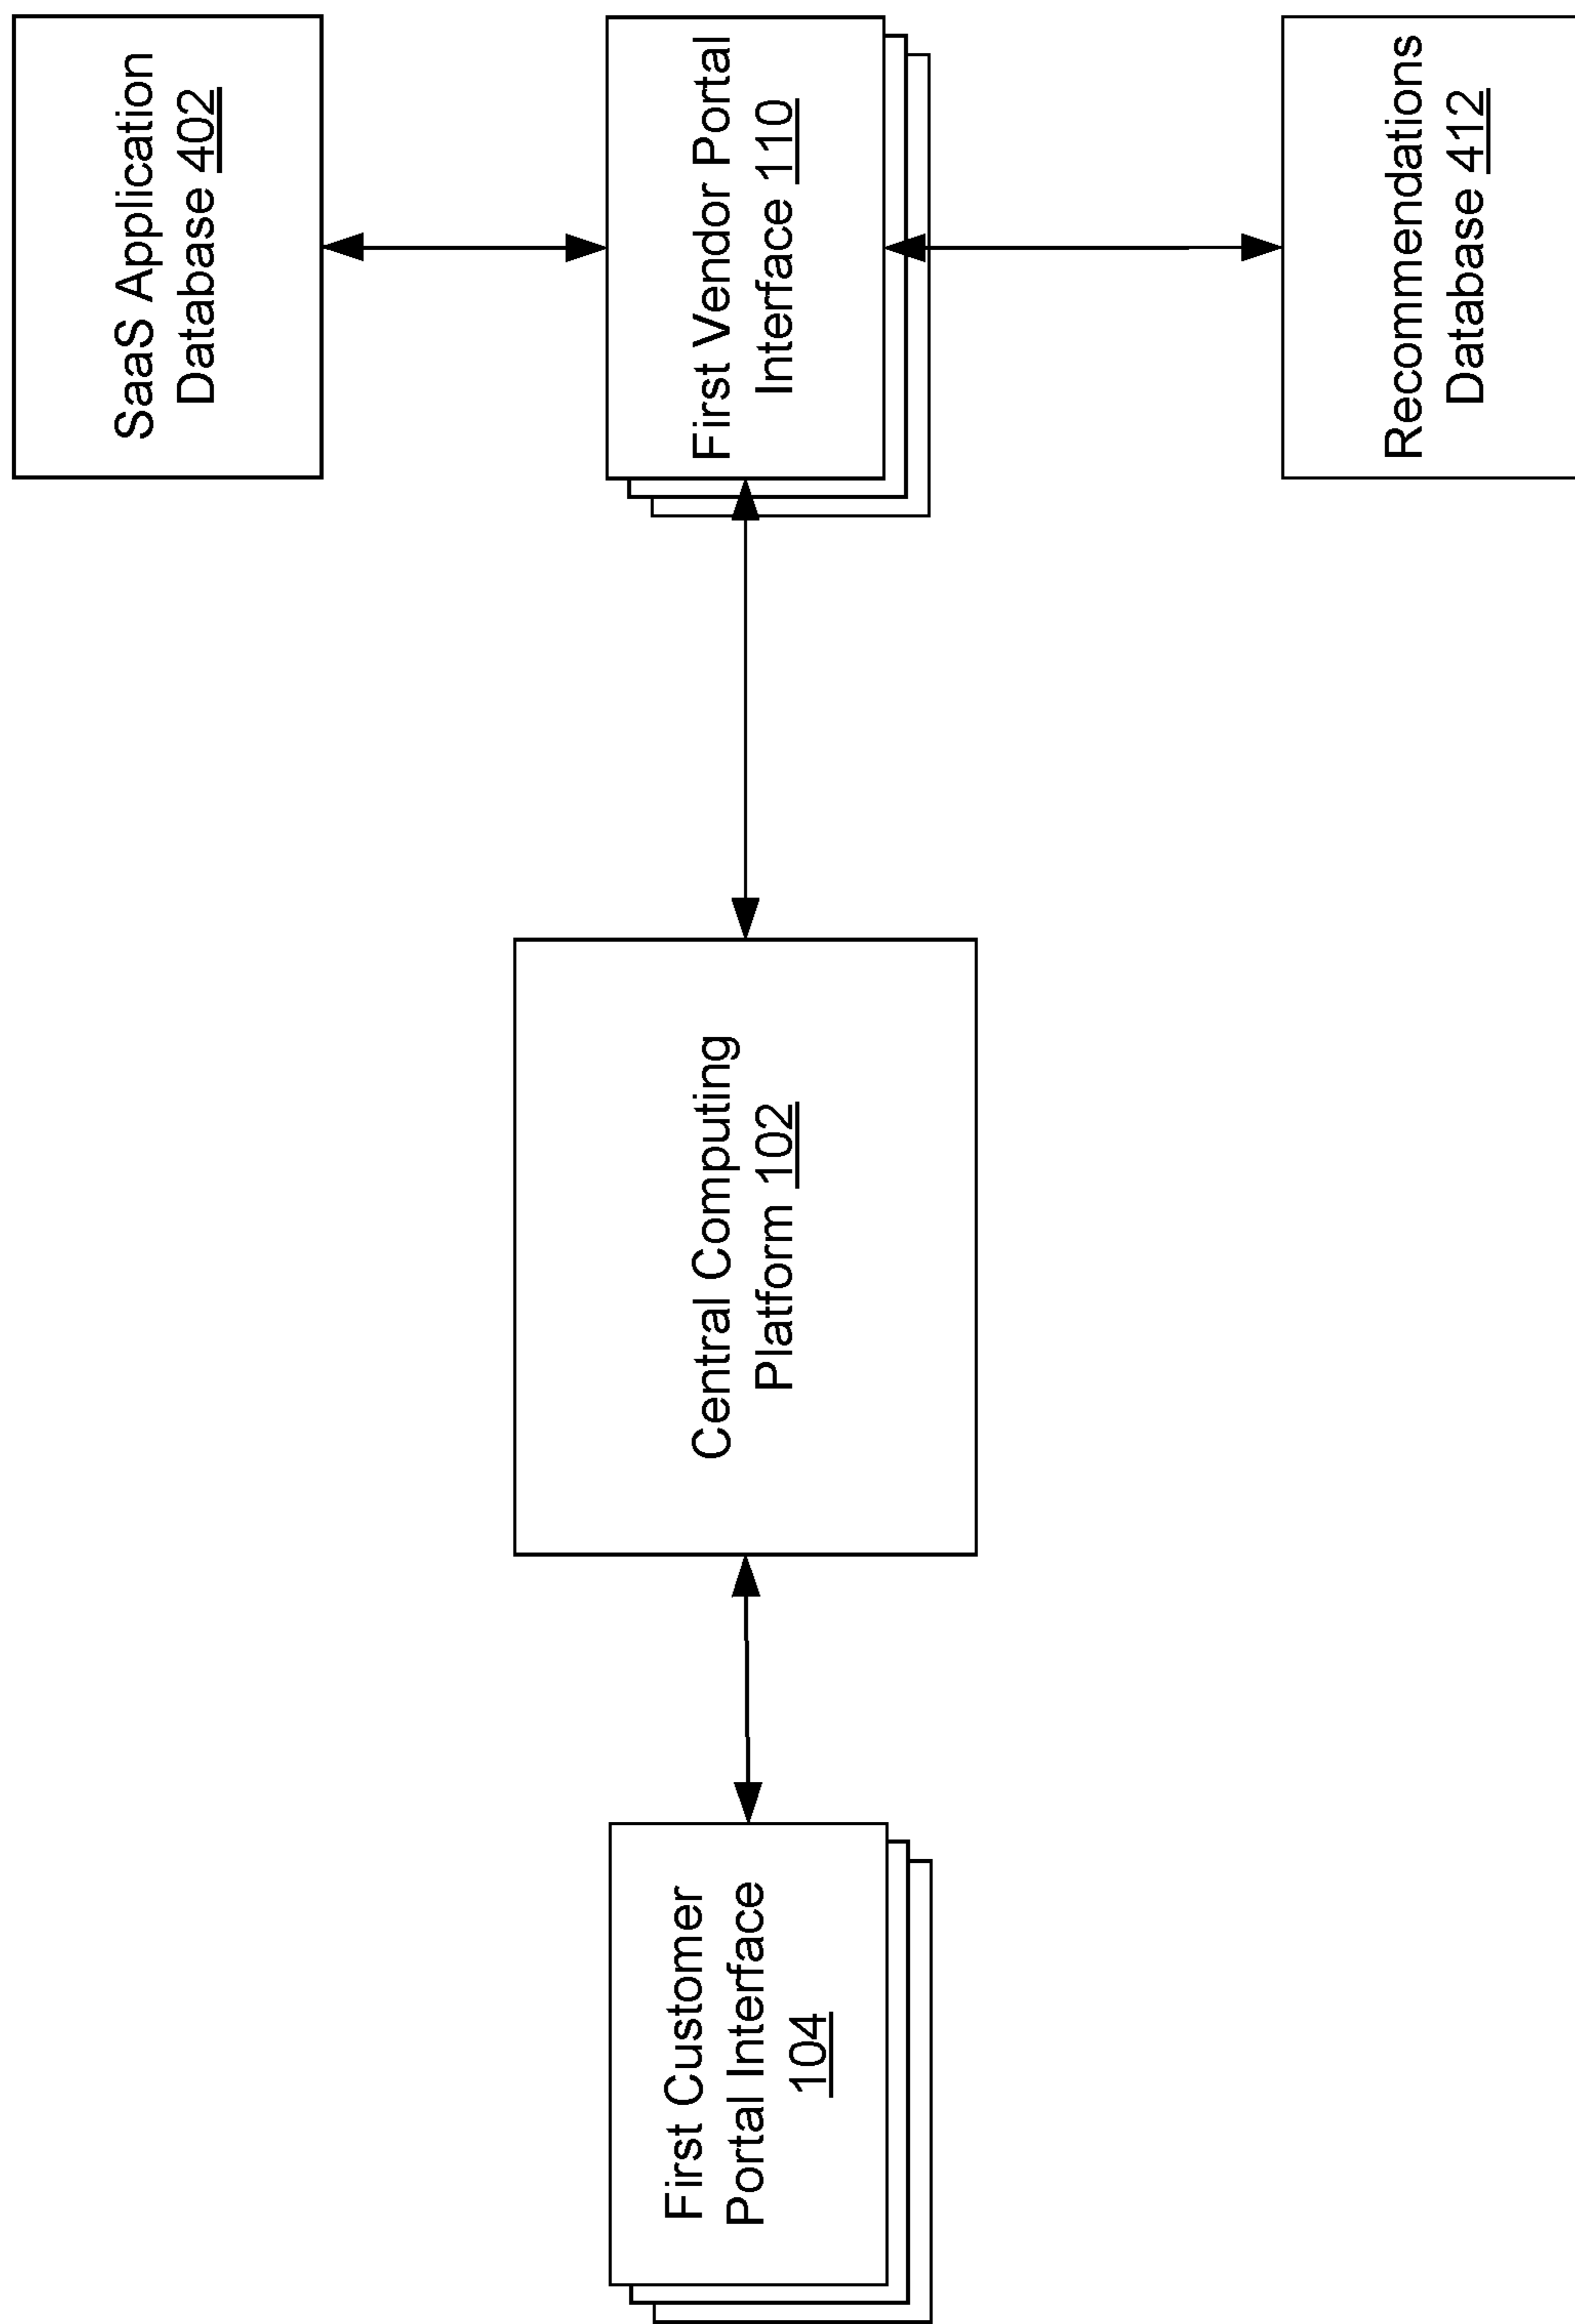 SaaS Application
Database 402
First Vendor Portal
Interface 110
Recommendations
Database 412
Central Computing
Platform 102
First Customer
Portal Interface
104